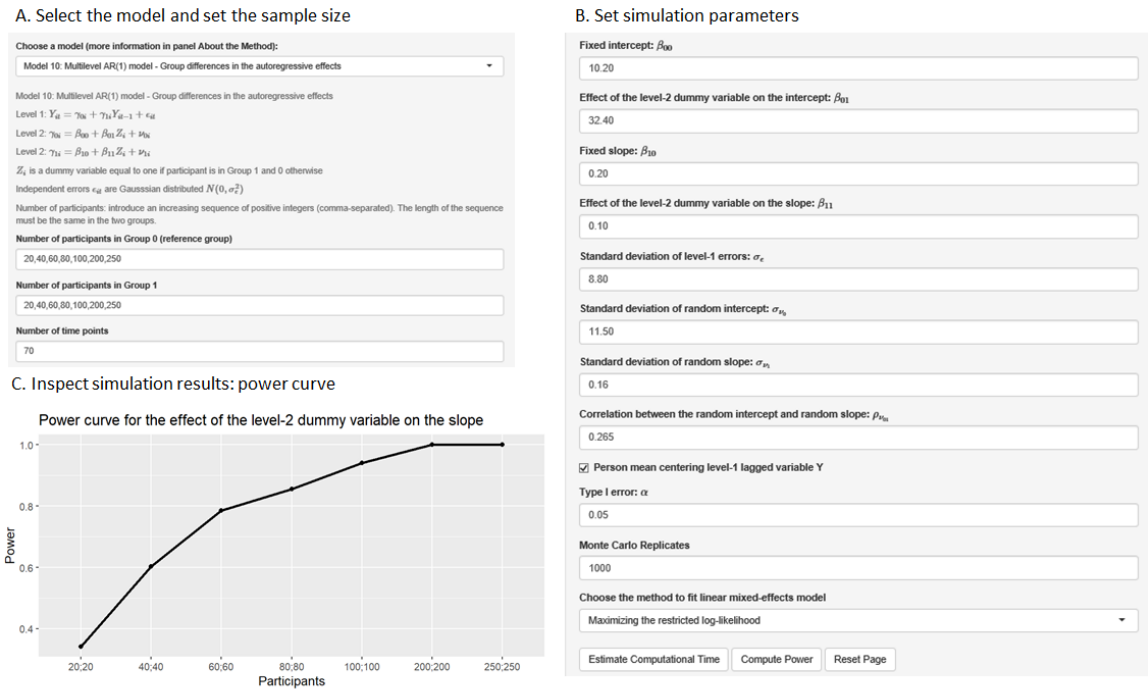 A. Select the model and set the sample size
Choose a model (more information in panel About the Method):
Model 10: Multilevel AR(1) model - Group differences in the autoregressive effects
Model 10: Multilevel AR(1) model - Group differences in the autoregressive effects
Level 1: Yᵢₜ = γ₀ᵢ + γ₁ᵢYᵢₜ₋₁ + ϵᵢₜ
Level 2: γ₀ᵢ = β₀₀ + β₀₁Zᵢ + ν₀ᵢ
Level 2: γ₁ᵢ = β₁₀ + β₁₁Zᵢ + ν₁ᵢ
Zᵢ is a dummy variable equal to one if participant is in Group 1 and 0 otherwise
Independent errors ϵᵢₜ are Gausssian distributed N(0, σ²_ϵ)
Number of participants: introduce an increasing sequence of positive integers (comma-separated). The length of the sequence
must be the same in the two groups.
Number of participants in Group 0 (reference group)
20,40,60,80,100,200,250
Number of participants in Group 1
20,40,60,80,100,200,250
Number of time points
70
B. Set simulation parameters
Fixed intercept: β₀₀
10.20
Effect of the level-2 dummy variable on the intercept: β₀₁
32.40
Fixed slope: β₁₀
0.20
Effect of the level-2 dummy variable on the slope: β₁₁
0.10
Standard deviation of level-1 errors: σ_ϵ
8.80
Standard deviation of random intercept: σ_ν₀
11.50
Standard deviation of random slope: σ_ν₁
0.16
Correlation between the random intercept and random slope: ρ_ν₀₁
0.265
Person mean centering level-1 lagged variable Y
Type I error: α
0.05
Monte Carlo Replicates
1000
Choose the method to fit linear mixed-effects model
Maximizing the restricted log-likelihood
Estimate Computational Time Compute Power Reset Page
C. Inspect simulation results: power curve
Power curve for the effect of the level-2 dummy variable on the slope
1.0
0.8
0.6
0.4
Power
20;20 40;40 60;60 80;80 100;100 200;200 250;250
Participants